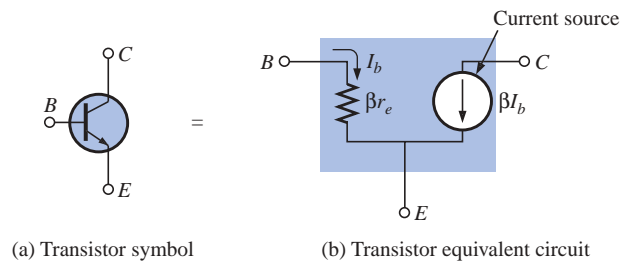 Current source
C
B
E
=
B
I_b
βr_e
βI_b
C
E
(a) Transistor symbol
(b) Transistor equivalent circuit